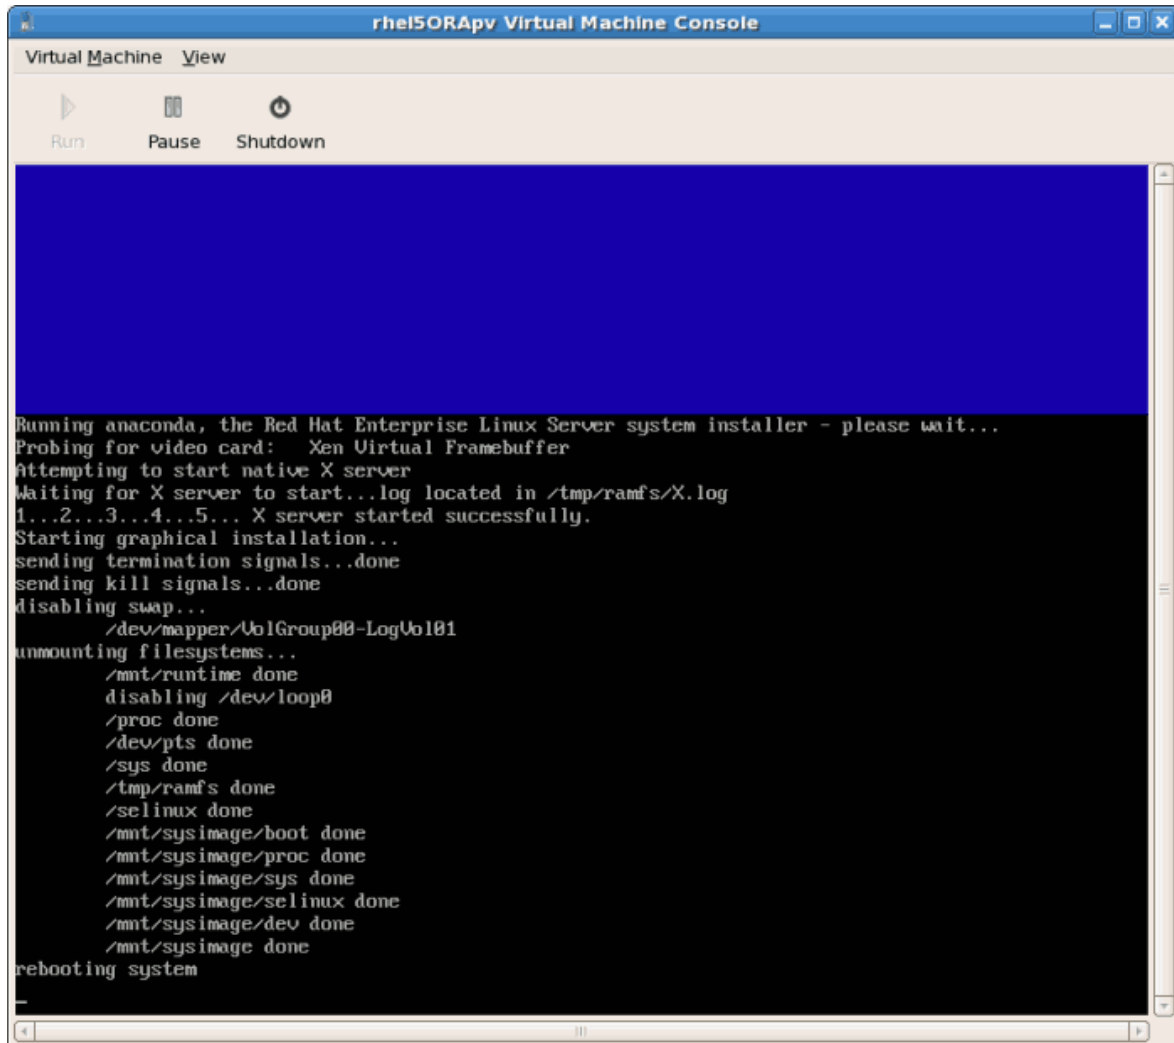 rhel5ORApv Virtual Machine Console
Virtual Machine View
Run Pause Shutdown
Running anaconda, the Red Hat Enterprise Linux Server system installer - please wait...
Probing for video card:   Xen Virtual Framebuffer
Attempting to start native X server
Waiting for X server to start...log located in /tmp/ramfs/X.log
1...2...3...4...5... X server started successfully.
Starting graphical installation...
sending termination signals...done
sending kill signals...done
disabling swap...
/dev/mapper/VolGroup00-LogVol01
unmounting filesystems...
/mnt/runtime done
disabling /dev/loop0
/proc done
/dev/pts done
/sys done
/tmp/ramfs done
/selinux done
/mnt/sysimage/boot done
/mnt/sysimage/proc done
/mnt/sysimage/sys done
/mnt/sysimage/selinux done
/mnt/sysimage/dev done
/mnt/sysimage done
rebooting system